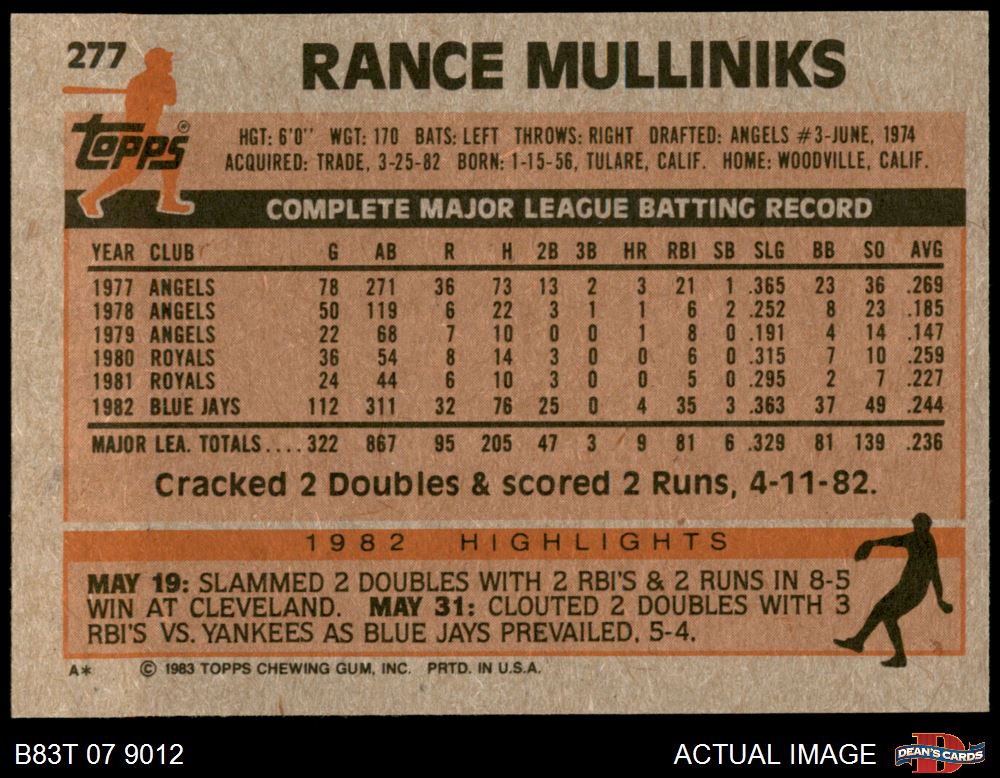 277
RANCE MULLINIKS
Topps®
HGT: 6'0" WGT: 170 BATS: LEFT THROWS: RIGHT DRAFTED: ANGELS #3-JUNE, 1974
ACQUIRED: TRADE, 3-25-82 BORN: 1-15-56, TULARE, CALIF. HOME: WOODVILLE, CALIF.
COMPLETE MAJOR LEAGUE BATTING RECORD
YEAR CLUB G AB R H 2B 3B HR RBI SB SLG BB SO AVG
1977 ANGELS 78 271 36 73 13 2 3 21 1 .365 23 36 .269
1978 ANGELS 50 119 6 22 3 1 1 6 2 .252 8 23 .185
1979 ANGELS 22 68 7 10 0 0 1 8 0 .191 4 14 .147
1980 ROYALS 36 54 8 14 3 0 0 6 0 .315 7 10 .259
1981 ROYALS 24 44 6 10 3 0 0 5 0 .295 2 7 .227
1982 BLUE JAYS 112 311 32 76 25 0 4 35 3 .363 37 49 .244
MAJOR LEA. TOTALS.... 322 867 95 205 47 3 9 81 6 .329 81 139 .236
Cracked 2 Doubles & scored 2 Runs, 4-11-82.
1982 HIGHLIGHTS
MAY 19: SLAMMED 2 DOUBLES WITH 2 RBI'S & 2 RUNS IN 8-5
WIN AT CLEVELAND. MAY 31: CLOUTED 2 DOUBLES WITH 3
RBI'S VS. YANKEES AS BLUE JAYS PREVAILED, 5-4.
A* © 1983 TOPPS CHEWING GUM, INC. PRTD. IN U.S.A.
B83T 07 9012
ACTUAL IMAGE
DEAN'S CARDS